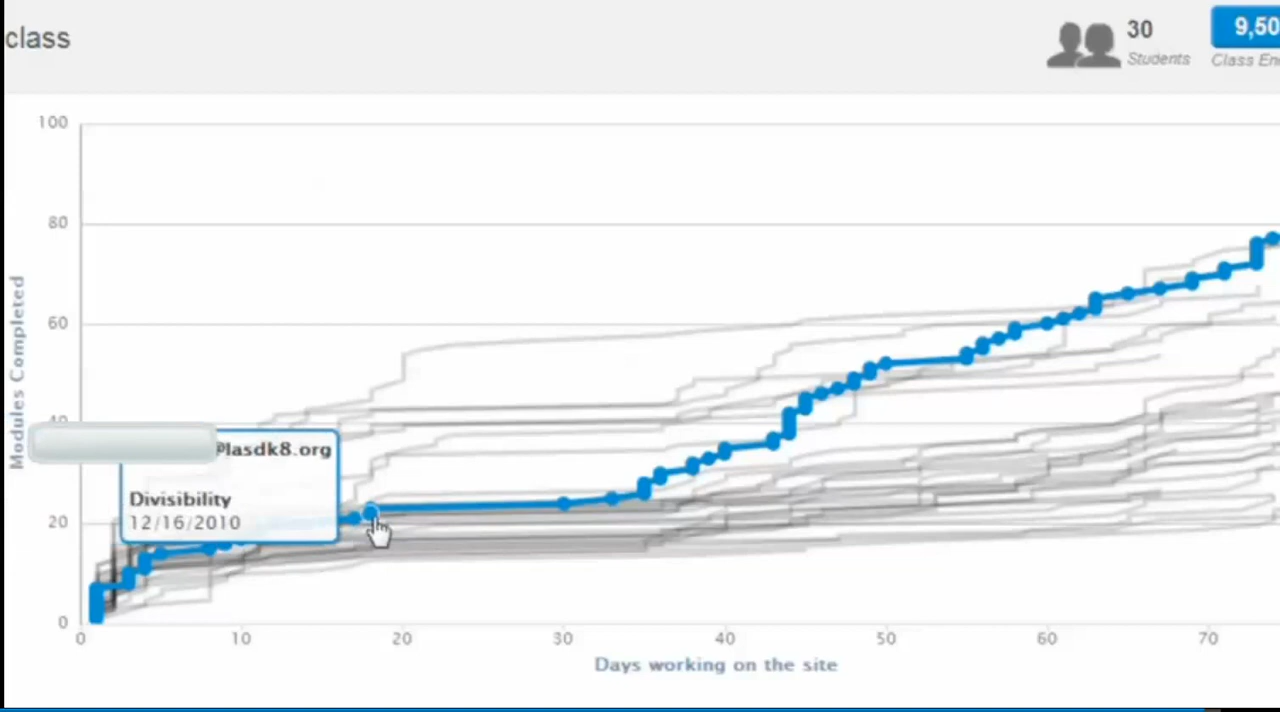 class
30
Students
9,50
Class En
100
80
60
40
20
0
Modules Completed
@lasdk8.org
Divisibility
12/16/2010
0 10 20 30 40 50 60 70
Days working on the site